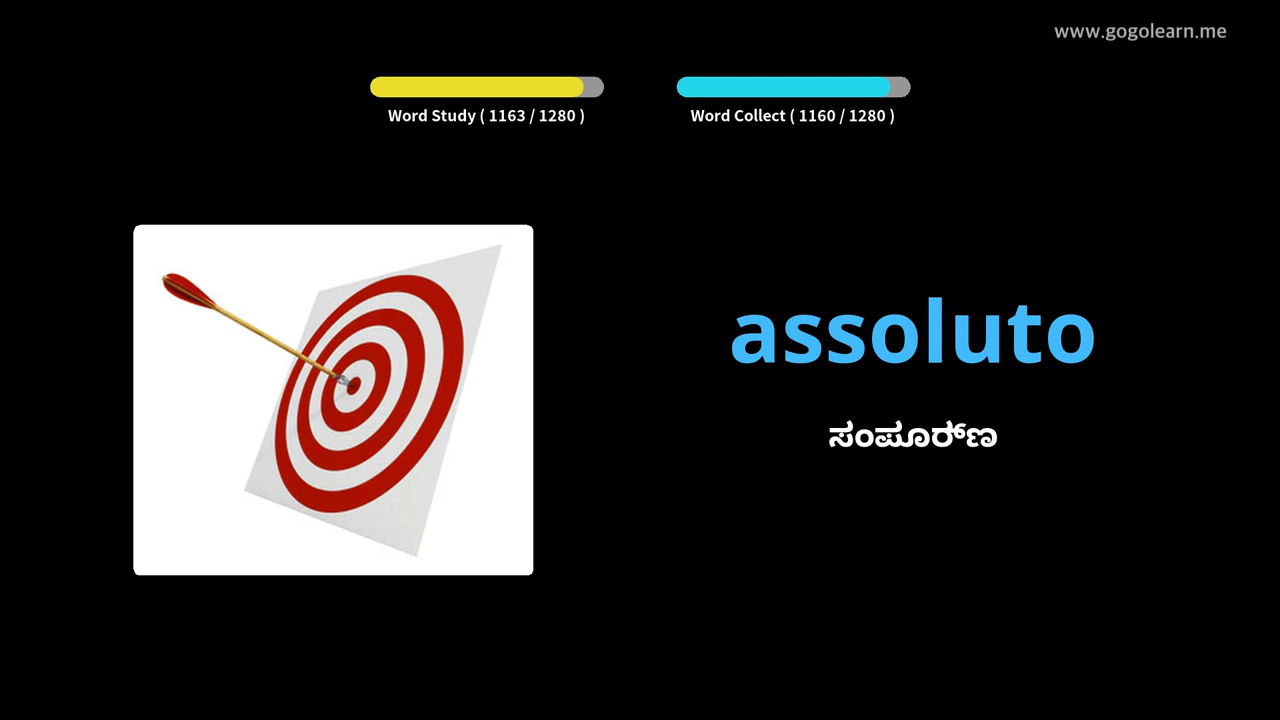 www.gogolearn.me
Word Study ( 1163 / 1280 )
Word Collect ( 1160 / 1280 )
assoluto
ಸಂಪೂರ್ಣ